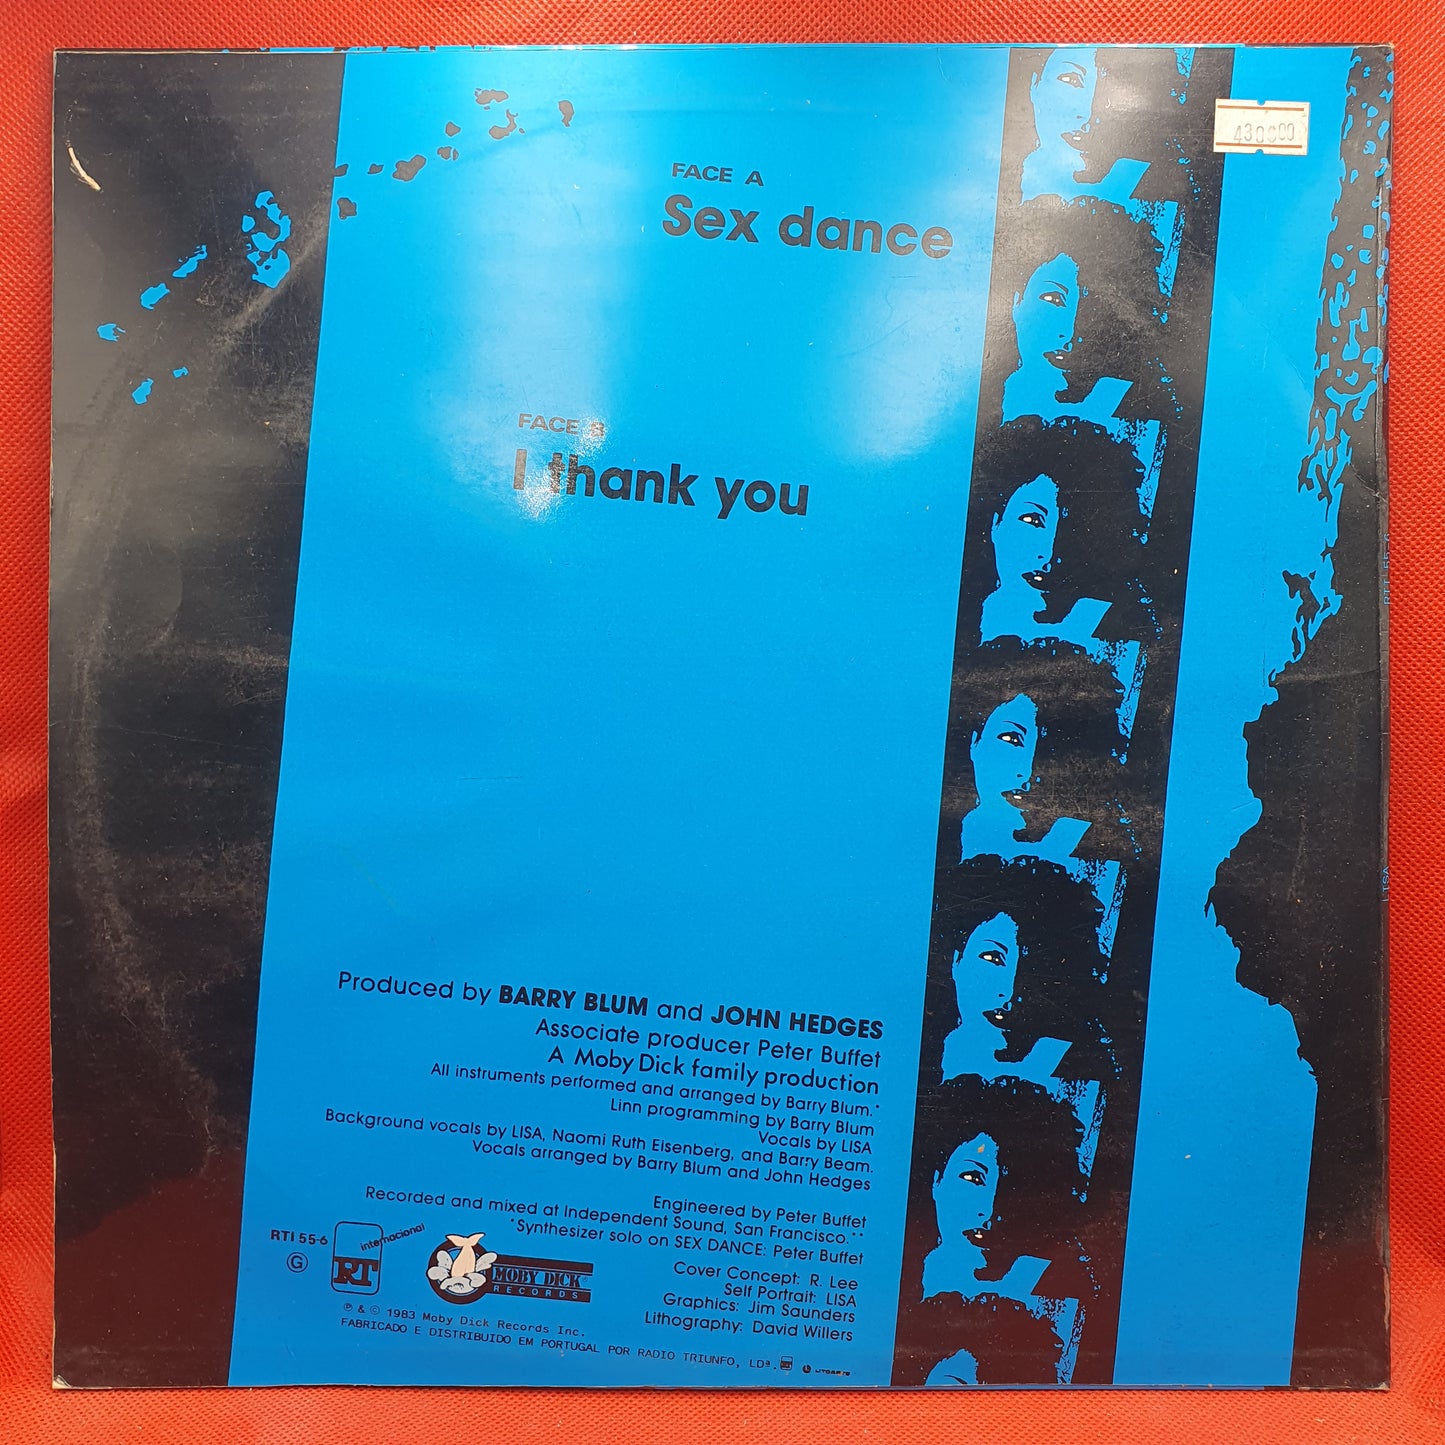 430$00
FACE A
Sex dance
FACE B
I thank you
Produced by BARRY BLUM and JOHN HEDGES
Associate producer Peter Buffet
A Moby Dick family production
All instruments performed and arranged by Barry Blum.*
Linn programming by Barry Blum
Vocals by LISA
Background vocals by LISA, Naomi Ruth Eisenberg, and Barry Beam.
Vocals arranged by Barry Blum and John Hedges
Engineered by Peter Buffet
Recorded and mixed at Independent Sound, San Francisco.**
*Synthesizer solo on SEX DANCE: Peter Buffet
Cover Concept: R. Lee
Self Portrait: LISA
Graphics: Jim Saunders
Lithography: David Willers
RTI 55-6
G
RT internacional
MOBY DICK®
RECORDS
℗ & © 1983 Moby Dick Records Inc.
FABRICADO E DISTRIBUIDO EM PORTUGAL POR RADIO TRIUNFO, LDª.
RTI 55-6
LISA